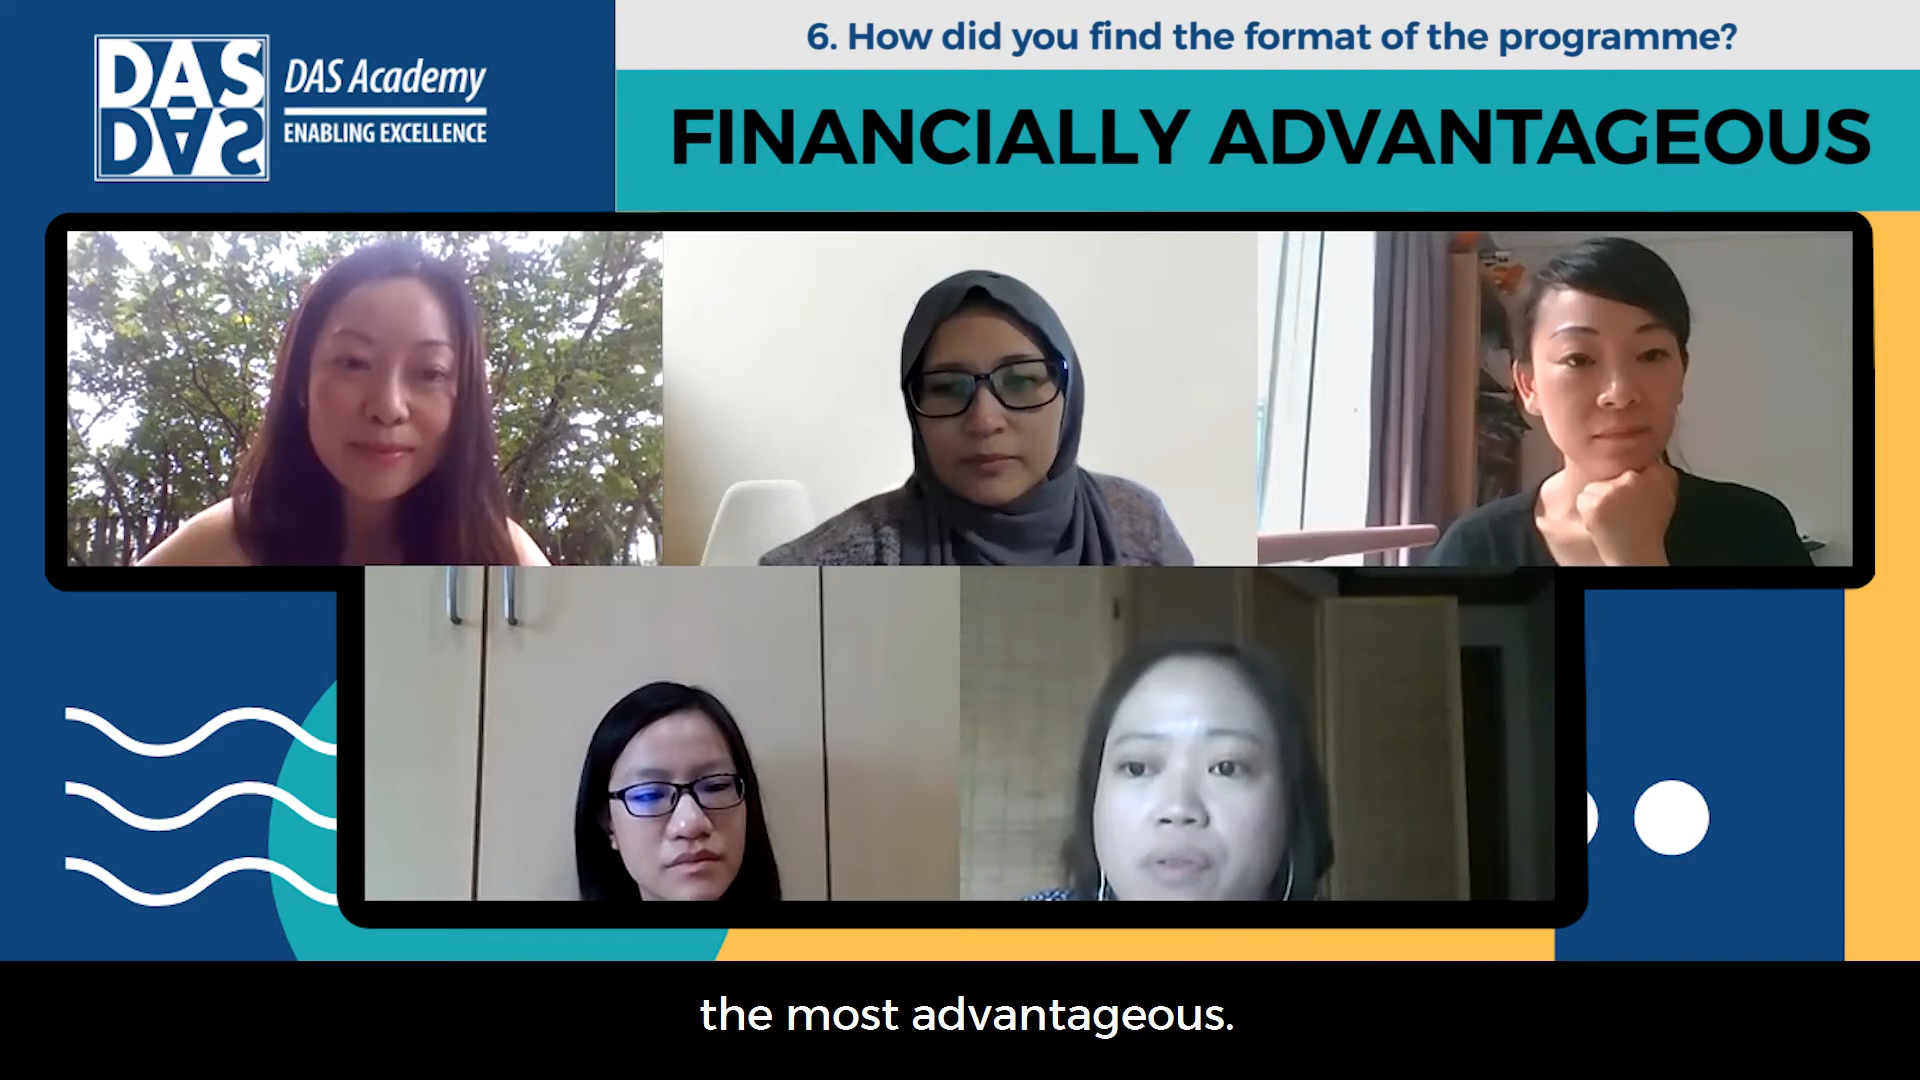 DAS
DAS
DAS Academy
ENABLING EXCELLENCE
6. How did you find the format of the programme?
FINANCIALLY ADVANTAGEOUS
the most advantageous.